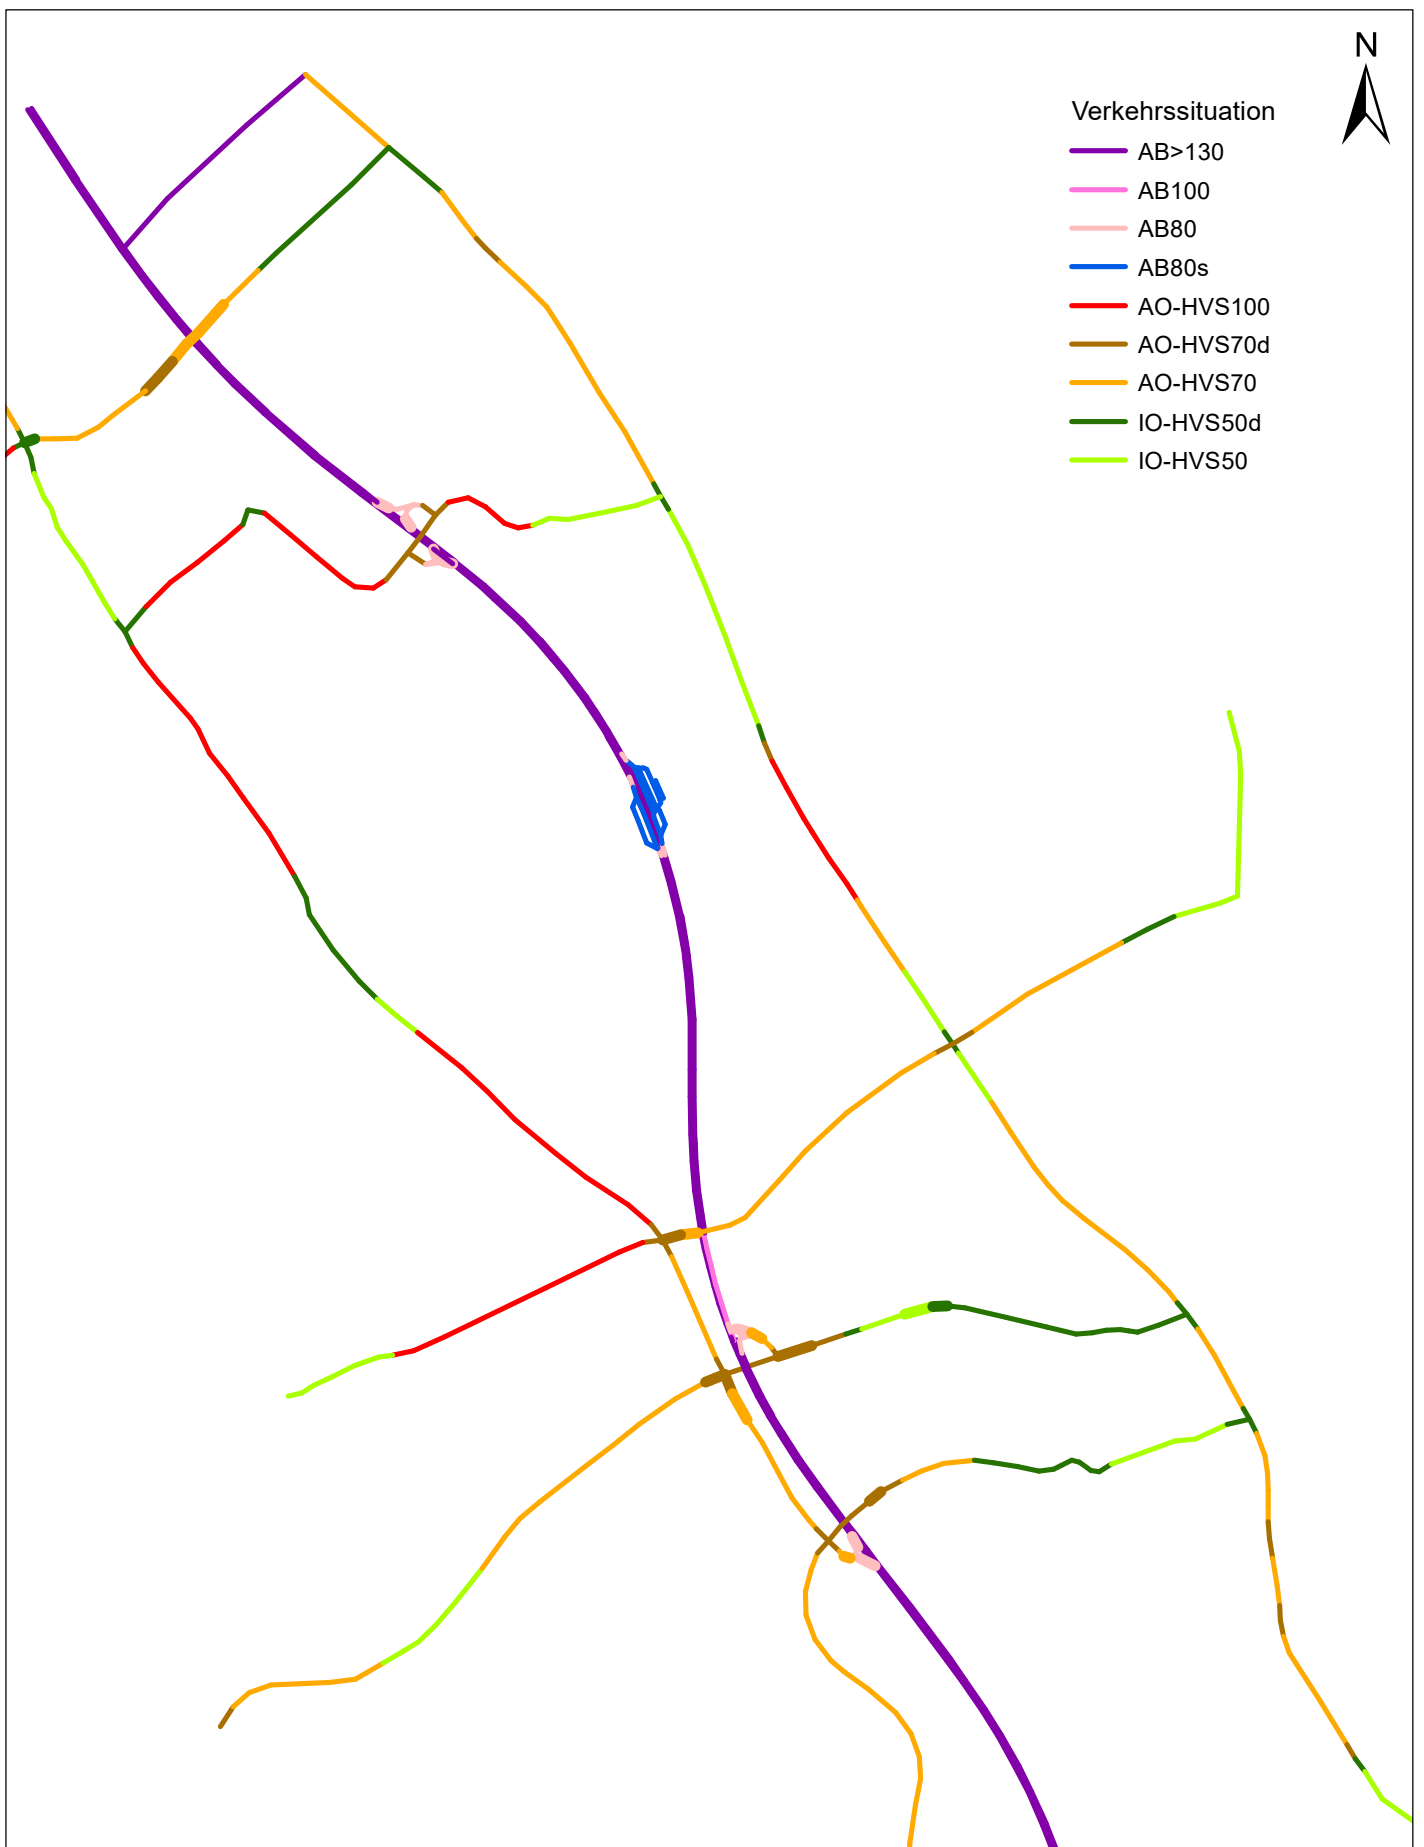 N
Verkehrssituation
AB>130
AB100
AB80
AB80s
AO-HVS100
AO-HVS70d
AO-HVS70
IO-HVS50d
IO-HVS50